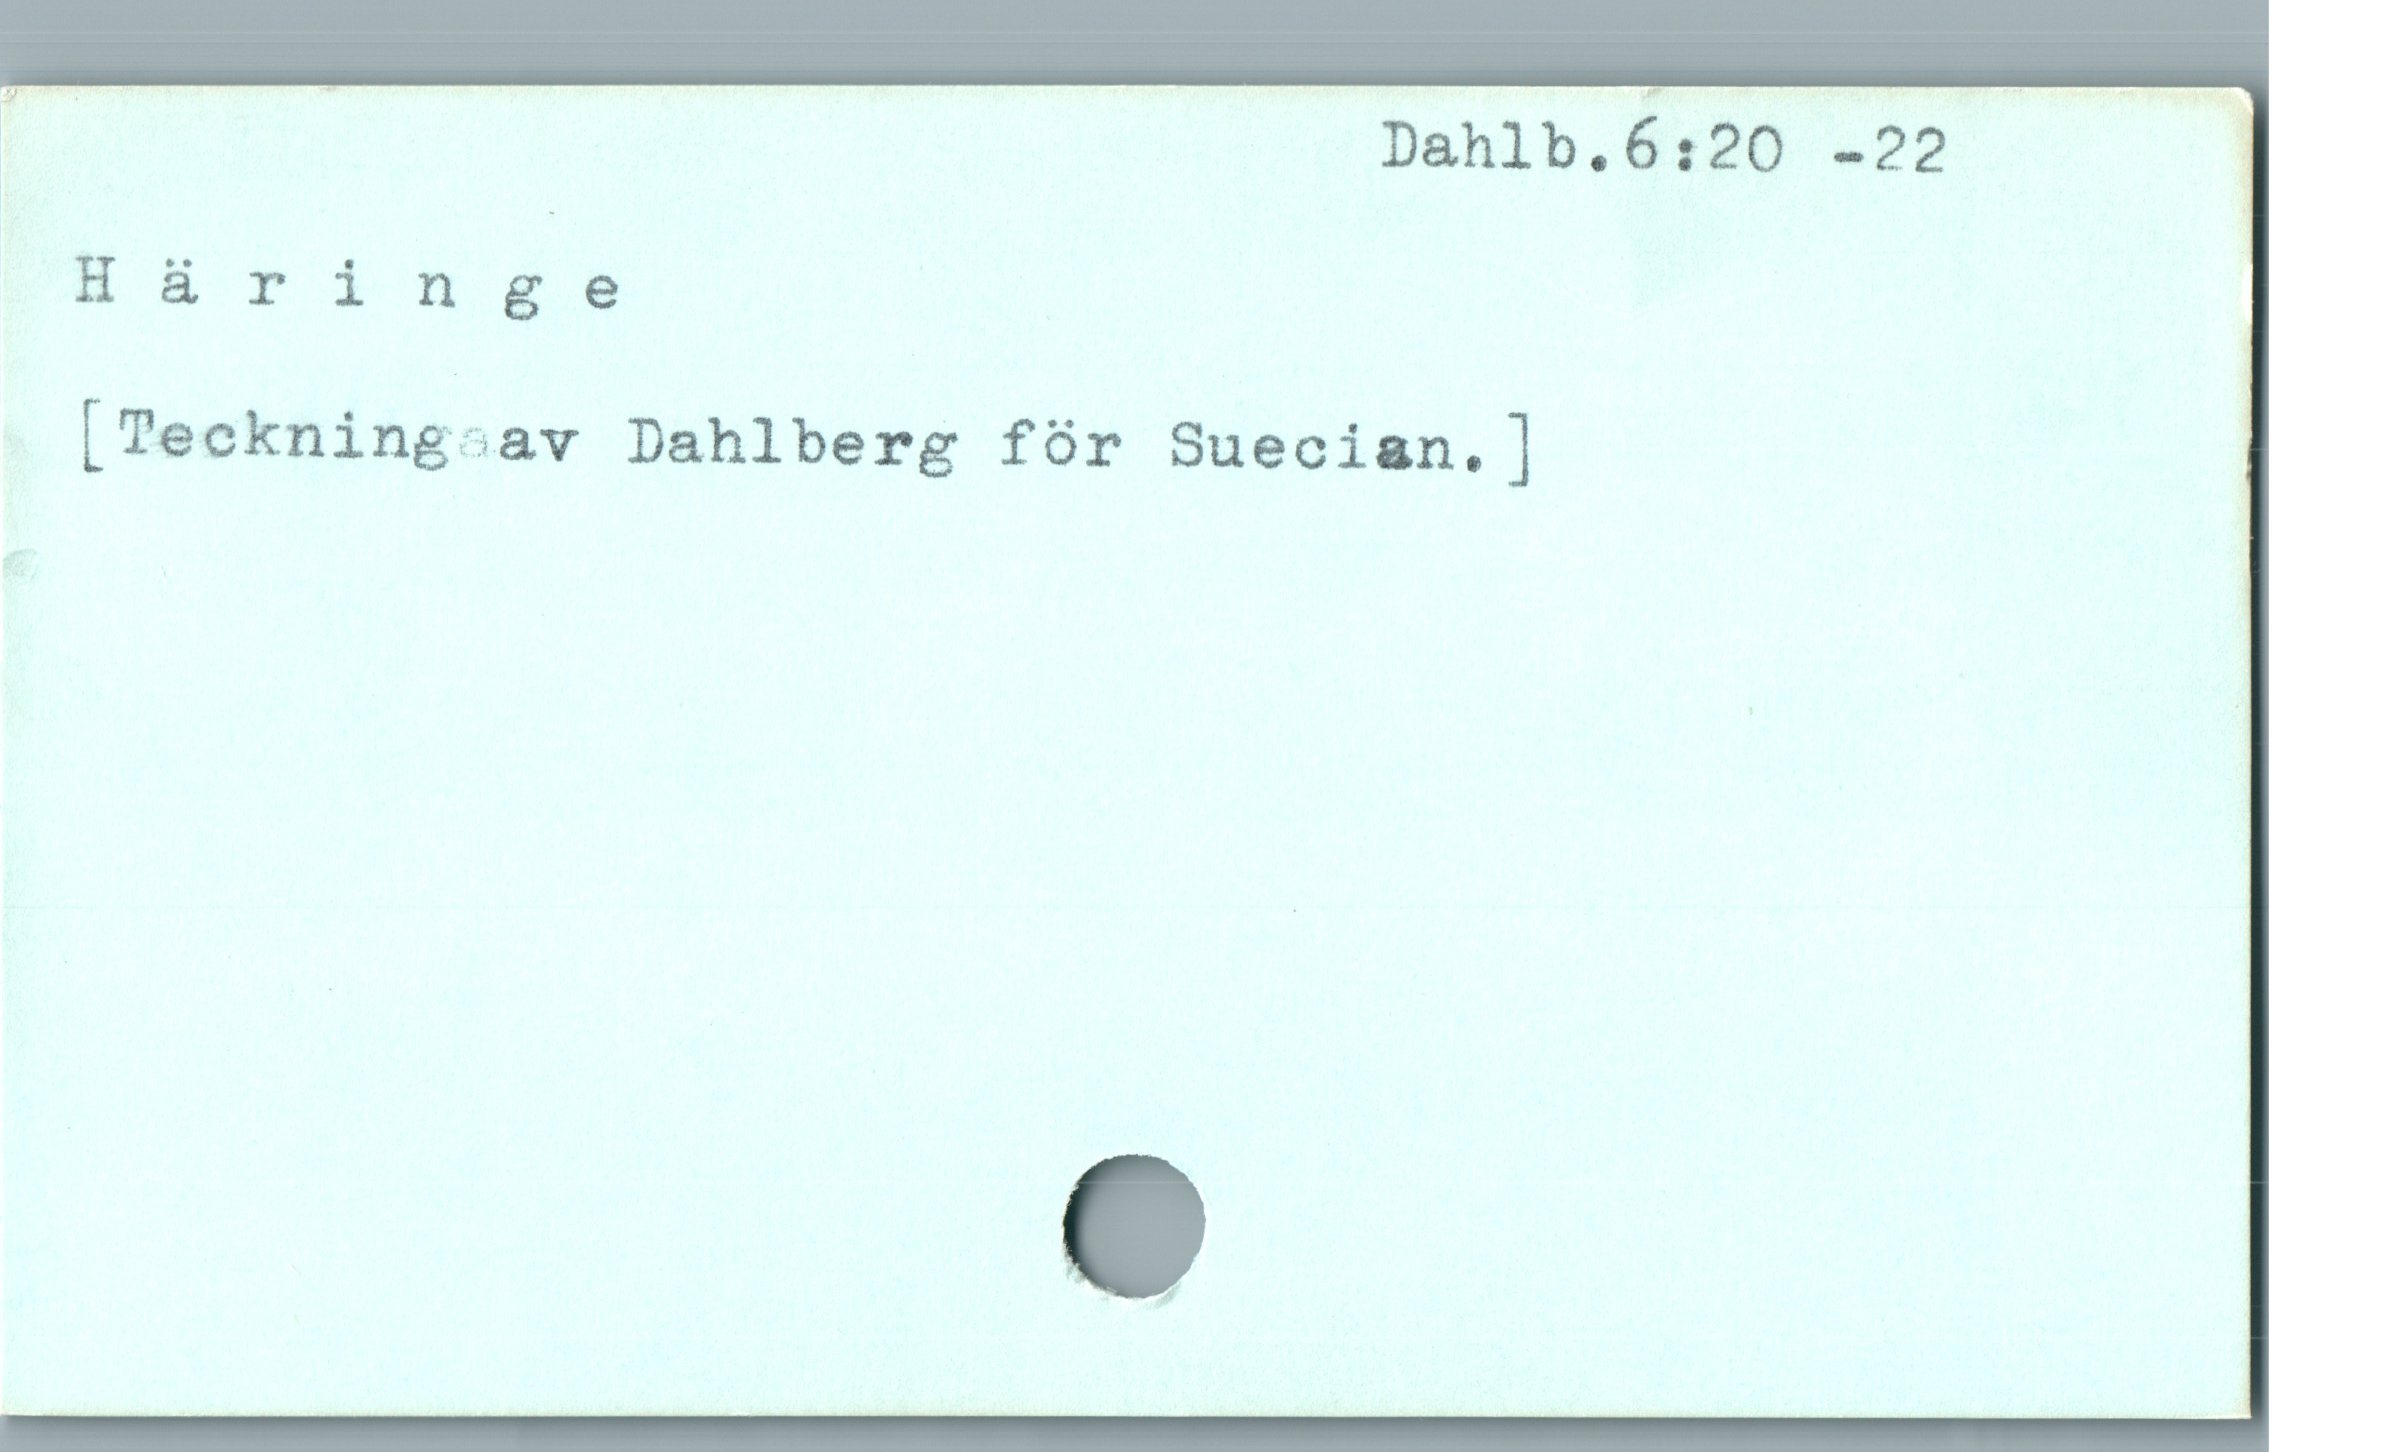 Dahlb.6:20 -22
H ä r i n g e
[Teckning av Dahlberg för Suecian.]